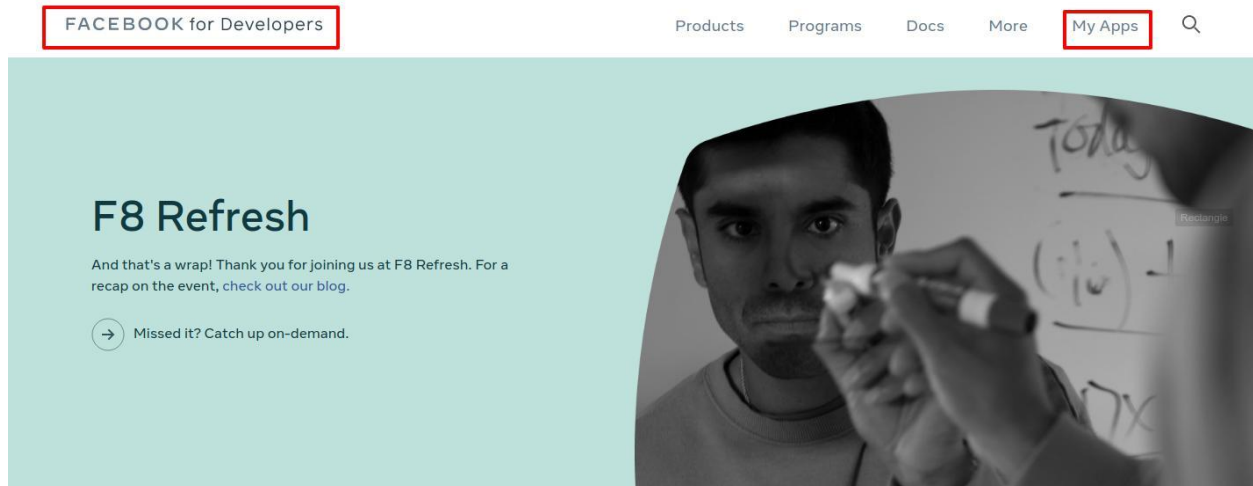 FACEBOOK for Developers
Products Programs Docs More My Apps
F8 Refresh
And that's a wrap! Thank you for joining us at F8 Refresh. For a
recap on the event, check out our blog.
Missed it? Catch up on-demand.
Today
Rectangle